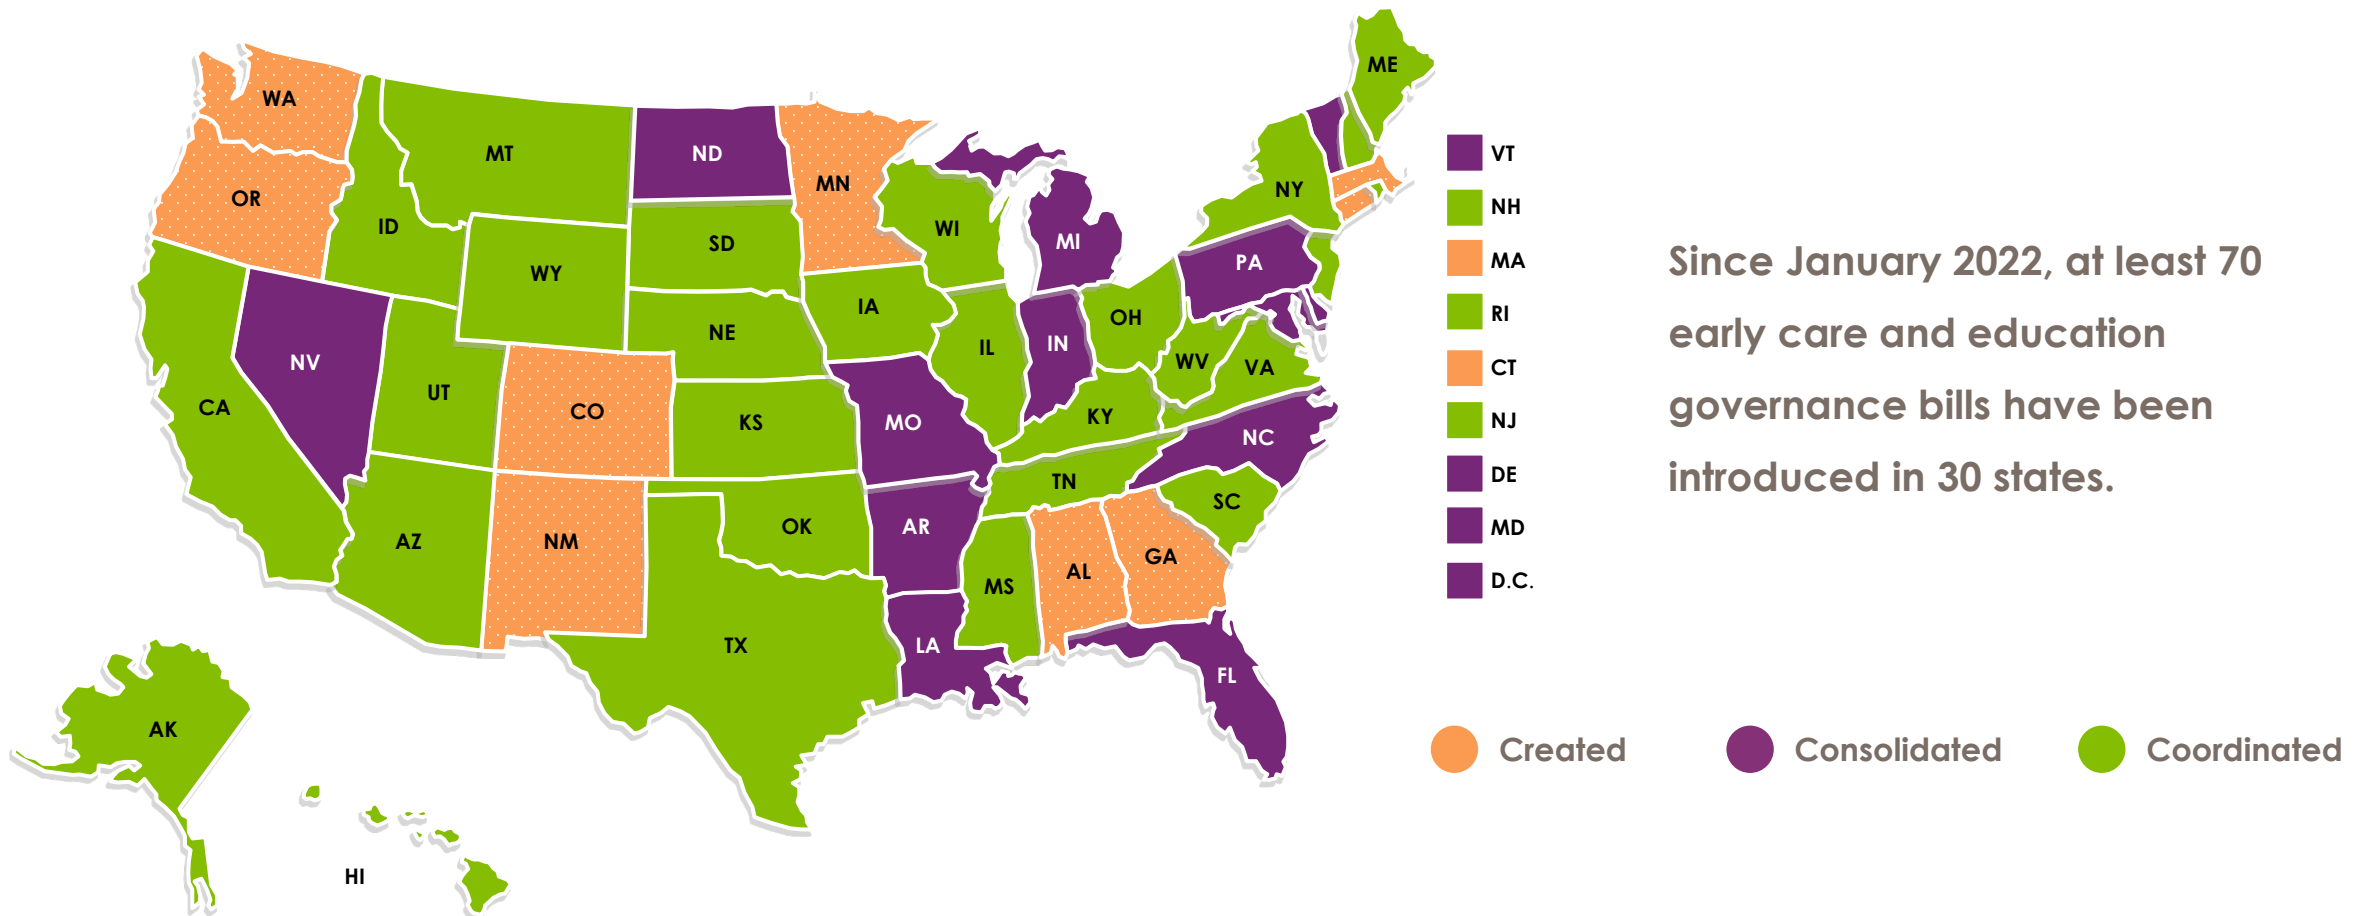 ME
WA
VT
MT
ND
MN
NY
NH
OR
ID
WI
MI
SD
PA
MA
WY
IA
OH
RI
NE
IN
IL
NV
WV
VA
CT
UT
CA
CO
KS
MO
KY
NJ
NC
TN
DE
SC
OK
AR
MD
AZ
NM
GA
AL
MS
D.C.
TX
LA
FL
AK
HI
Since January 2022, at least 70
early care and education
governance bills have been
introduced in 30 states.
Created
Consolidated
Coordinated